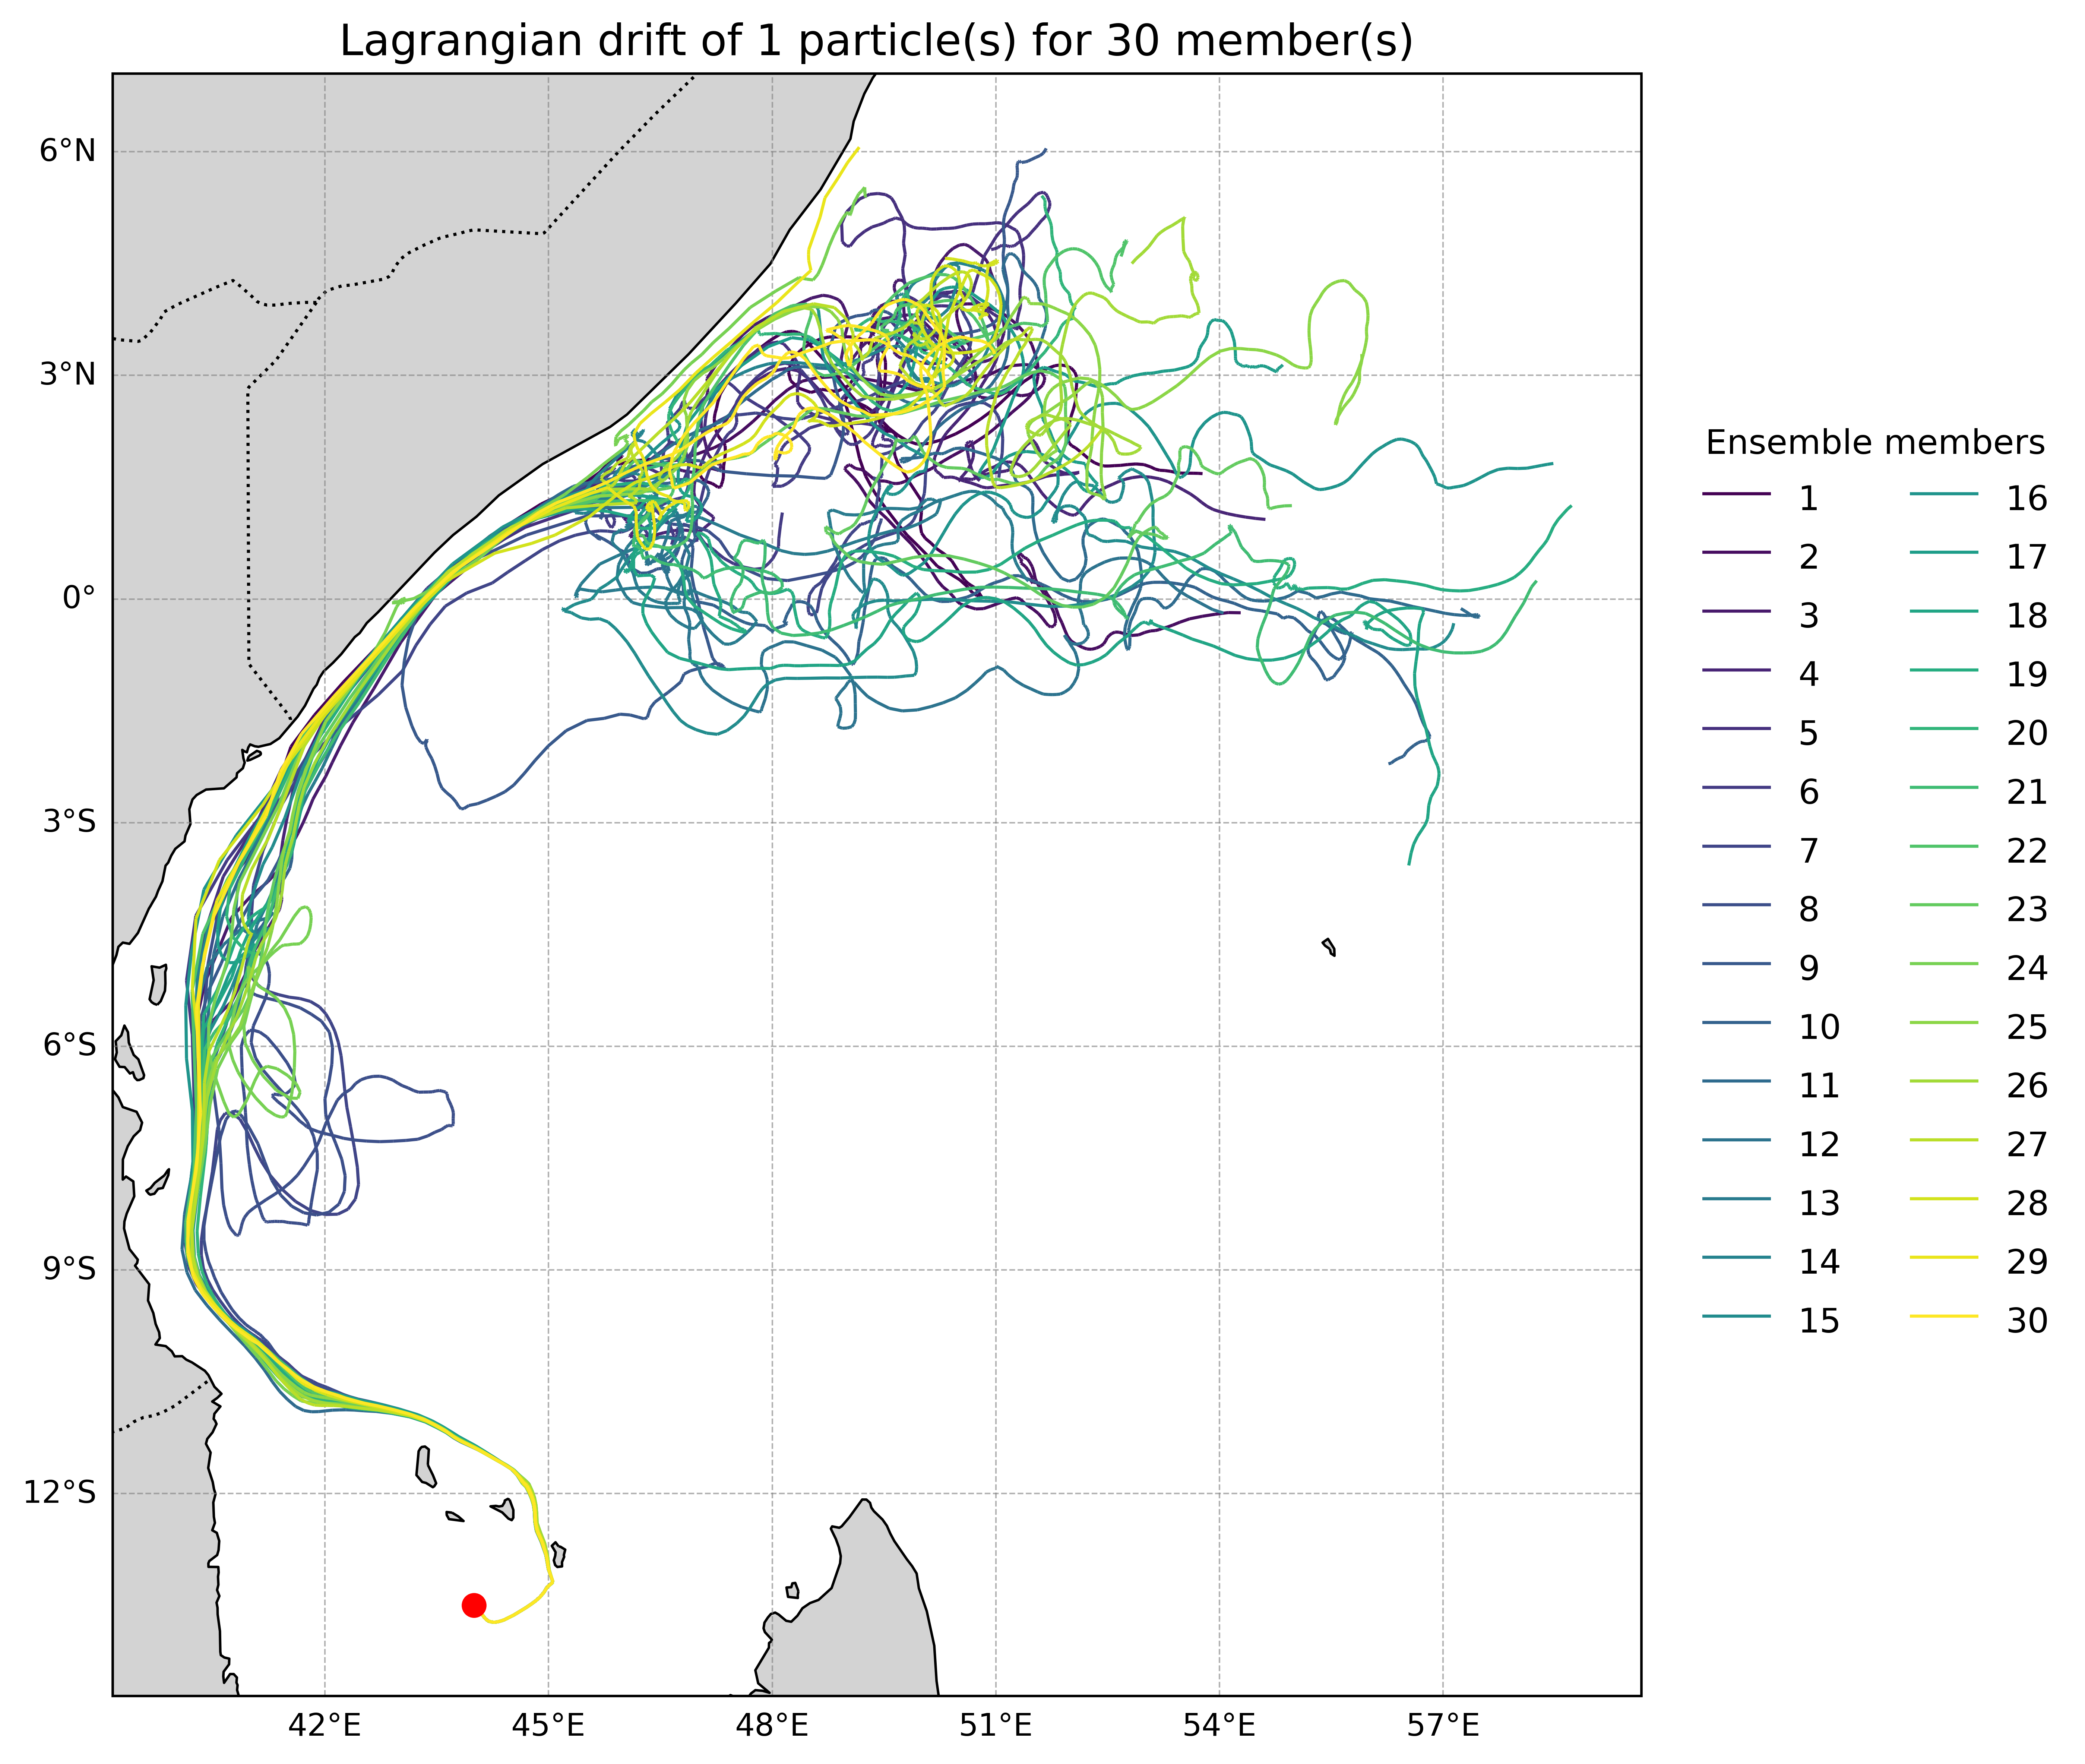 Lagrangian drift of 1 particle(s) for 30 member(s)
6°N
3°N
0°
3°S
6°S
9°S
12°S
42°E 45°E 48°E 51°E 54°E 57°E
Ensemble members
1 16
2 17
3 18
4 19
5 20
6 21
7 22
8 23
9 24
10 25
11 26
12 27
13 28
14 29
15 30